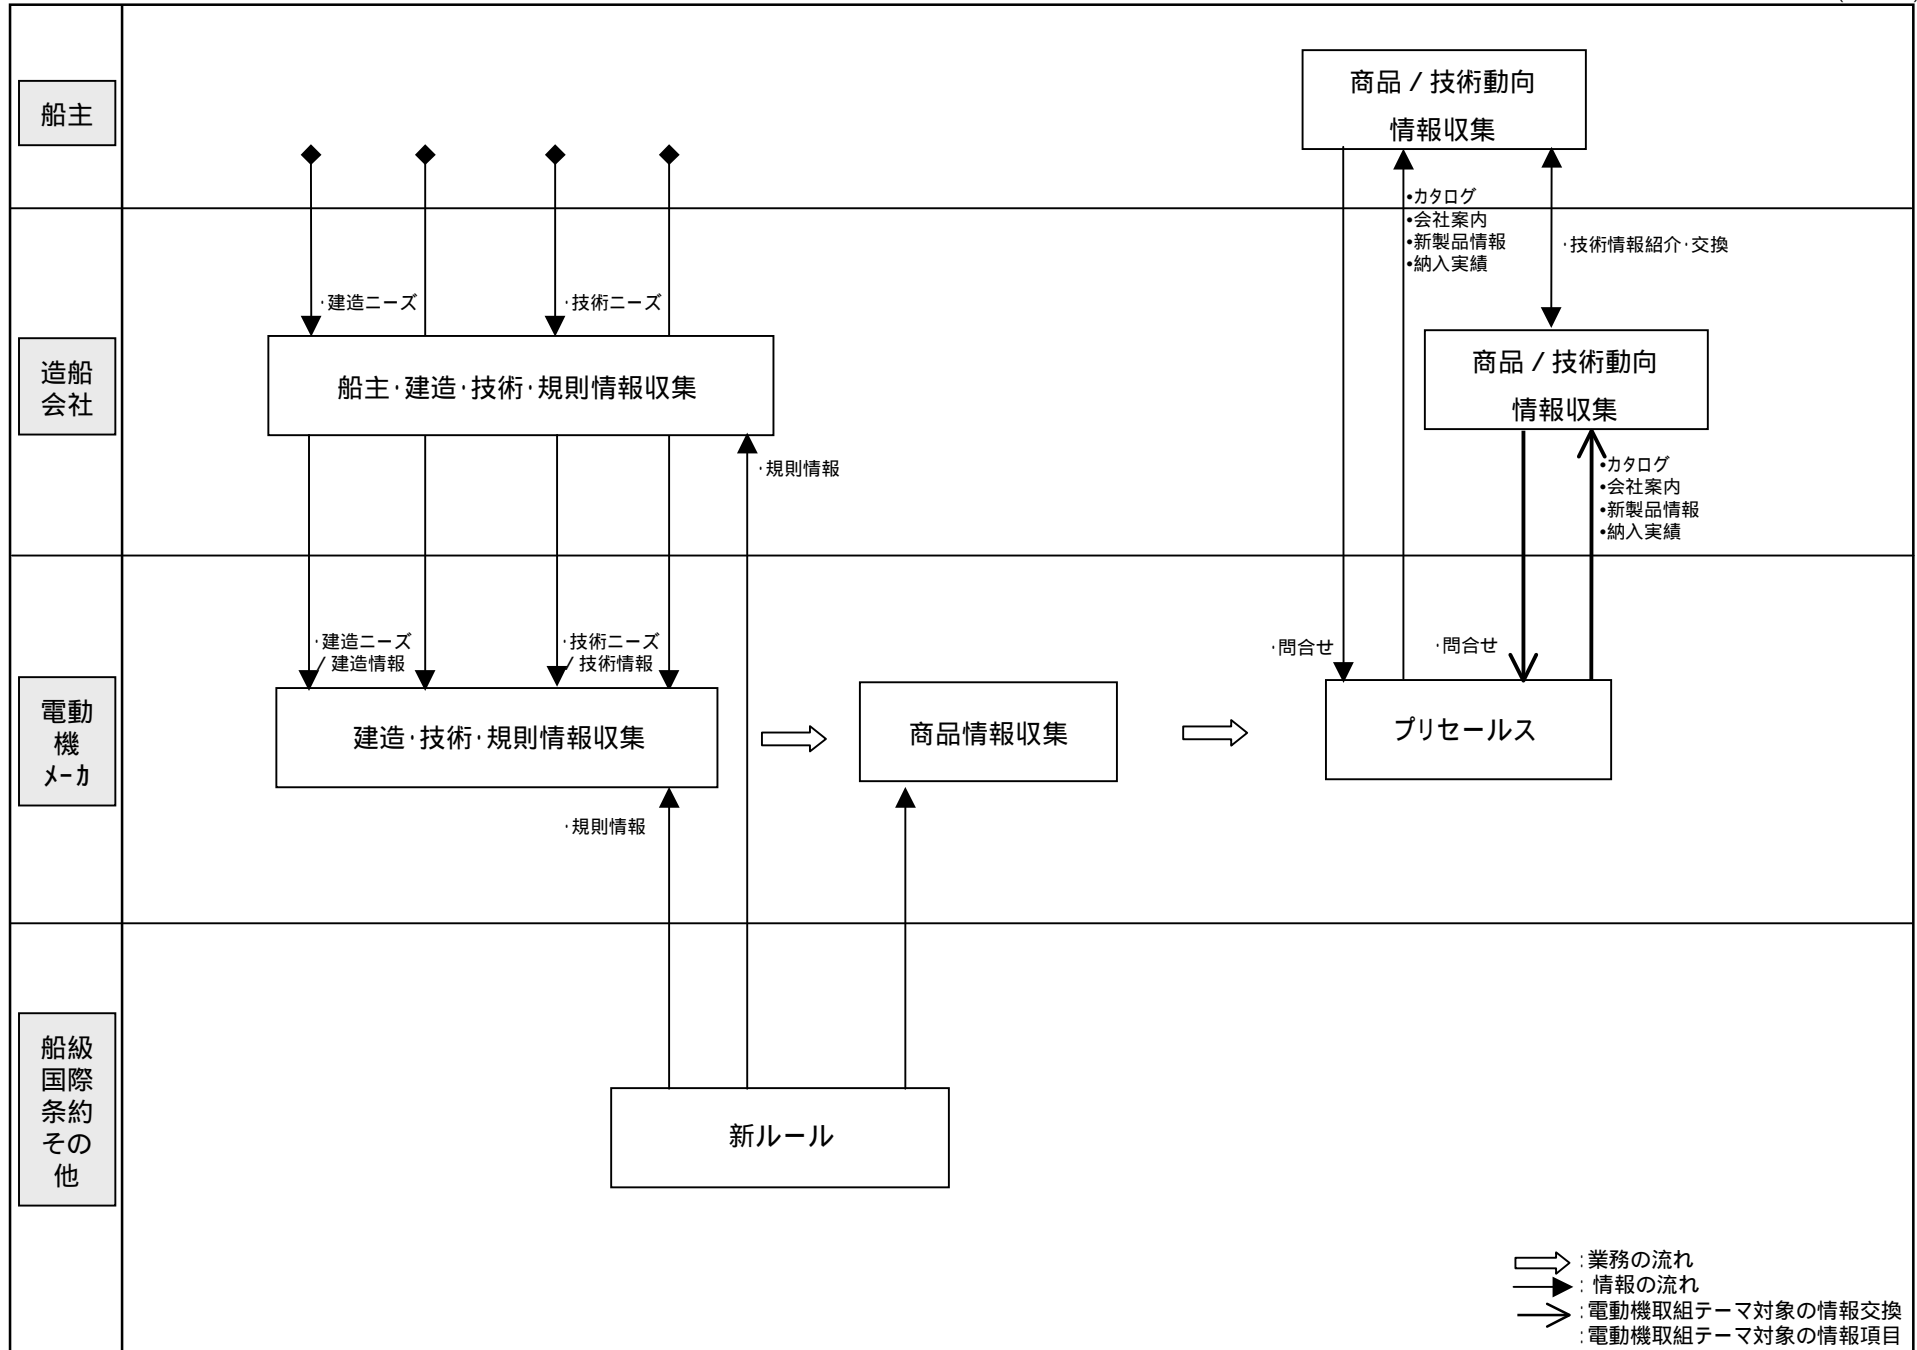 船主
商品 / 技術動向
情報収集
•カタログ
•会社案内
•新製品情報
•納入実績
·技術情報紹介·交換
造船
会社
·建造ニーズ
·技術ニーズ
船主·建造·技術·規則情報収集
商品 / 技術動向
情報収集
·規則情報
•カタログ
•会社案内
•新製品情報
•納入実績
電動
機
メーカ
·建造ニーズ
/ 建造情報
·技術ニーズ
/ 技術情報
·問合せ
·問合せ
建造·技術·規則情報収集
商品情報収集
プリセールス
·規則情報
船級
国際
条約
その
他
新ルール
:業務の流れ
: 情報の流れ
:電動機取組テーマ対象の情報交換
:電動機取組テーマ対象の情報項目